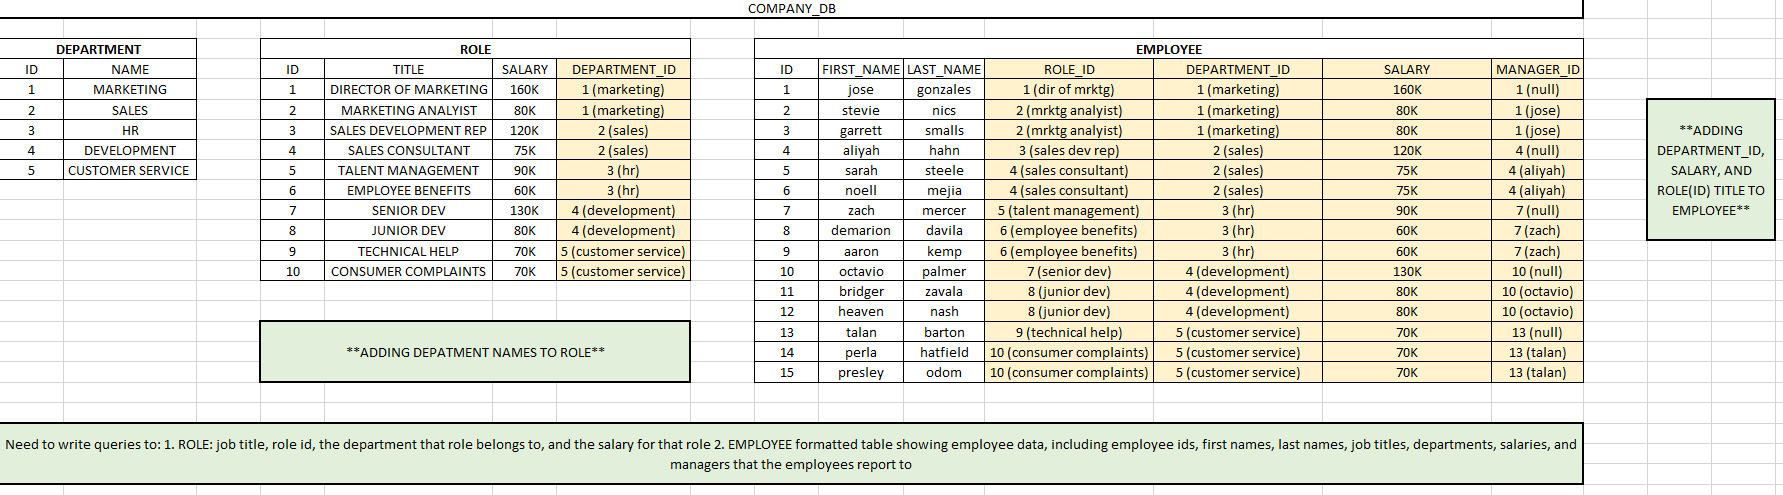 COMPANY_DB
DEPARTMENT
ID NAME
1 MARKETING
2 SALES
3 HR
4 DEVELOPMENT
5 CUSTOMER SERVICE
ROLE
ID TITLE SALARY DEPARTMENT_ID
1 DIRECTOR OF MARKETING 160K 1 (marketing)
2 MARKETING ANALYIST 80K 1 (marketing)
3 SALES DEVELOPMENT REP 120K 2 (sales)
4 SALES CONSULTANT 75K 2 (sales)
5 TALENT MANAGEMENT 90K 3 (hr)
6 EMPLOYEE BENEFITS 60K 3 (hr)
7 SENIOR DEV 130K 4 (development)
8 JUNIOR DEV 80K 4 (development)
9 TECHNICAL HELP 70K 5 (customer service)
10 CONSUMER COMPLAINTS 70K 5 (customer service)
**ADDING DEPATMENT NAMES TO ROLE**
EMPLOYEE
ID FIRST_NAME LAST_NAME ROLE_ID DEPARTMENT_ID SALARY MANAGER_ID
1 jose gonzales 1 (dir of mrktg) 1 (marketing) 160K 1 (null)
2 stevie nics 2 (mrktg analyist) 1 (marketing) 80K 1 (jose)
3 garrett smalls 2 (mrktg analyist) 1 (marketing) 80K 1 (jose)
4 aliyah hahn 3 (sales dev rep) 2 (sales) 120K 4 (null)
5 sarah steele 4 (sales consultant) 2 (sales) 75K 4 (aliyah)
6 noell mejia 4 (sales consultant) 2 (sales) 75K 4 (aliyah)
7 zach mercer 5 (talent management) 3 (hr) 90K 7 (null)
8 demarion davila 6 (employee benefits) 3 (hr) 60K 7 (zach)
9 aaron kemp 6 (employee benefits) 3 (hr) 60K 7 (zach)
10 octavio palmer 7 (senior dev) 4 (development) 130K 10 (null)
11 bridger zavala 8 (junior dev) 4 (development) 80K 10 (octavio)
12 heaven nash 8 (junior dev) 4 (development) 80K 10 (octavio)
13 talan barton 9 (technical help) 5 (customer service) 70K 13 (null)
14 perla hatfield 10 (consumer complaints) 5 (customer service) 70K 13 (talan)
15 presley odom 10 (consumer complaints) 5 (customer service) 70K 13 (talan)
**ADDING
DEPARTMENT_ID,
SALARY, AND
ROLE(ID) TITLE TO
EMPLOYEE**
Need to write queries to: 1. ROLE: job title, role id, the department that role belongs to, and the salary for that role 2. EMPLOYEE formatted table showing employee data, including employee ids, first names, last names, job titles, departments, salaries, and
managers that the employees report to